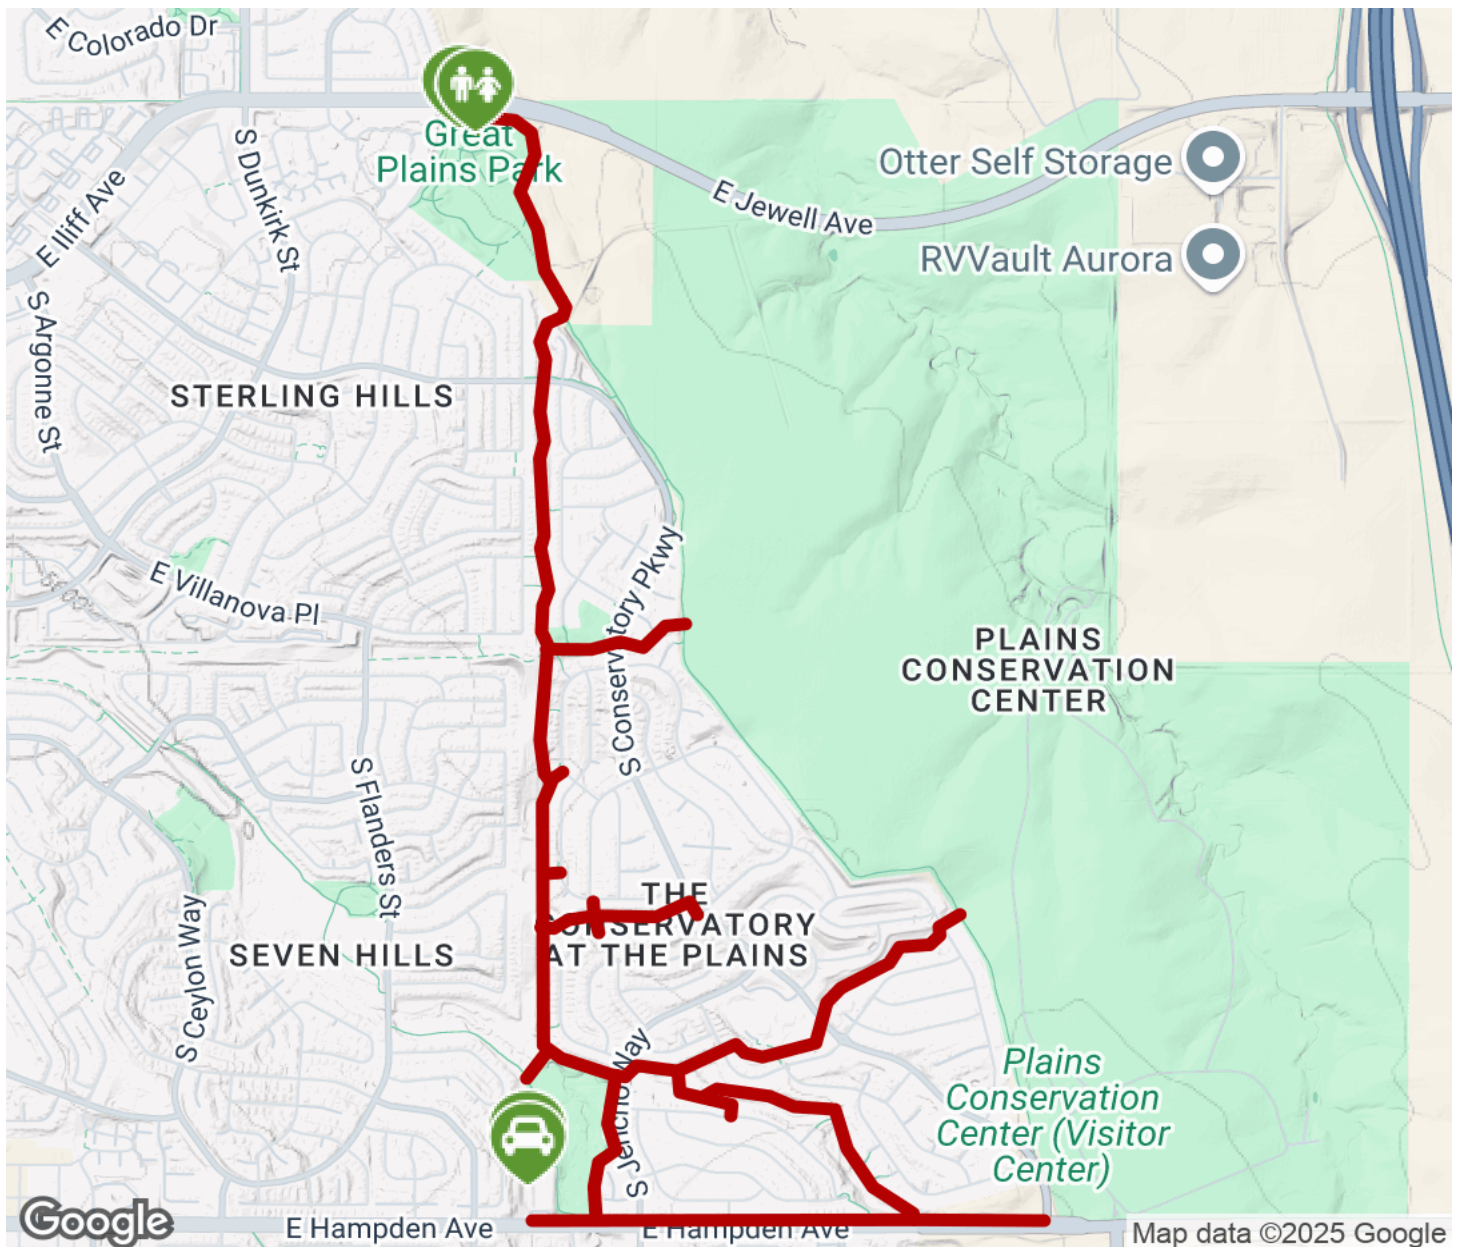 E Colorado Dr
Great
Plains Park
Otter Self Storage
S Dunkirk St
E Jewell Ave
E Iliff Ave
RVVault Aurora
S Argonne St
STERLING HILLS
S Conservatory Pkwy
E Villanova Pl
PLAINS
CONSERVATION
CENTER
S Flanders St
THE
CONSERVATORY
AT THE PLAINS
S Ceylon Way
SEVEN HILLS
S Jericho Way
Plains
Conservation
Center (Visitor
Center)
Google
E Hampden Ave
E Hampden Ave
Map data ©2025 Google